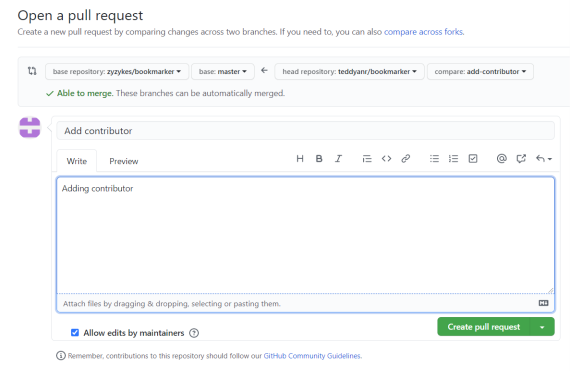 Open a pull request
Create a new pull request by comparing changes across two branches. If you need to, you can also compare across forks.
base repository: zyzykes/bookmarker base: master head repository: teddyanr/bookmarker compare: add-contributor
Able to merge. These branches can be automatically merged.
Add contributor
Write Preview
Adding contributor
Attach files by dragging & dropping, selecting or pasting them.
Allow edits by maintainers
Create pull request
Remember, contributions to this repository should follow our GitHub Community Guidelines.